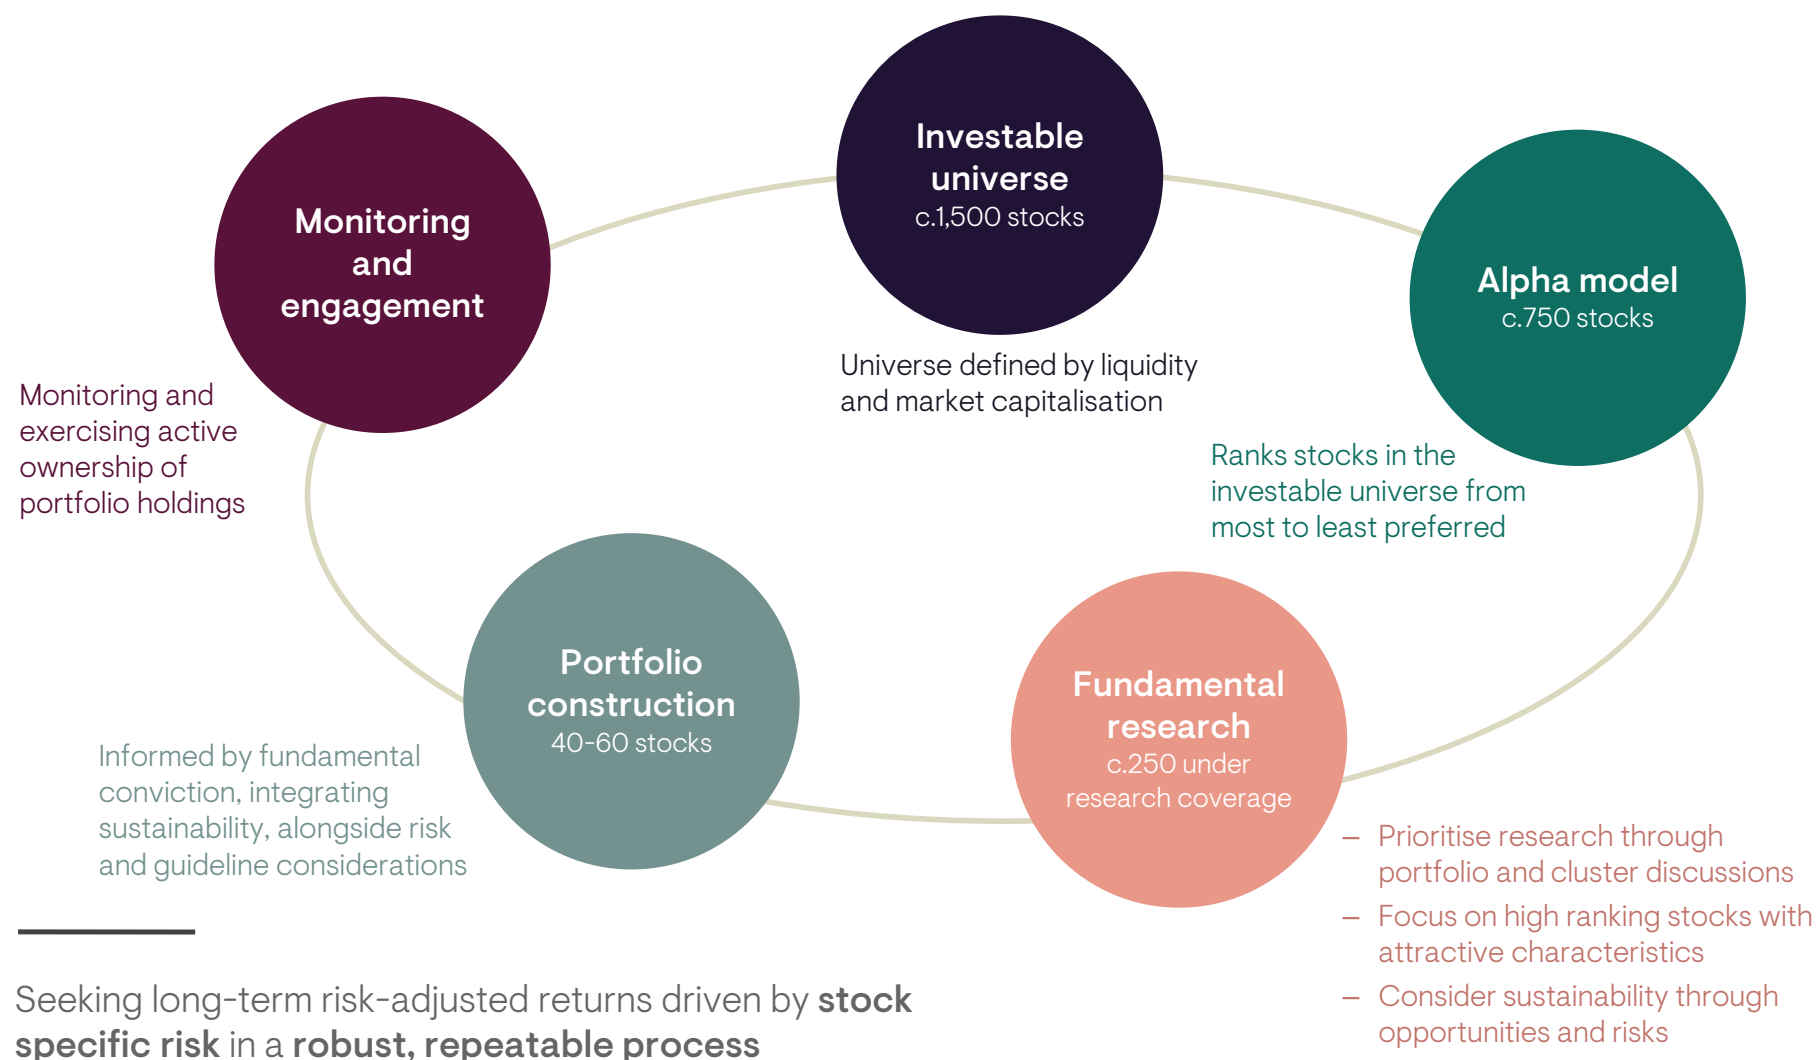 Investable
universe
c.1,500 stocks
Universe defined by liquidity
and market capitalisation
Alpha model
c.750 stocks
Ranks stocks in the
investable universe from
most to least preferred
Fundamental
research
c.250 under
research coverage
– Prioritise research through
portfolio and cluster discussions
– Focus on high ranking stocks with
attractive characteristics
– Consider sustainability through
opportunities and risks
Portfolio
construction
40-60 stocks
Informed by fundamental
conviction, integrating
sustainability, alongside risk
and guideline considerations
Monitoring
and
engagement
Monitoring and
exercising active
ownership of
portfolio holdings
Seeking long-term risk-adjusted returns driven by stock
specific risk in a robust, repeatable process